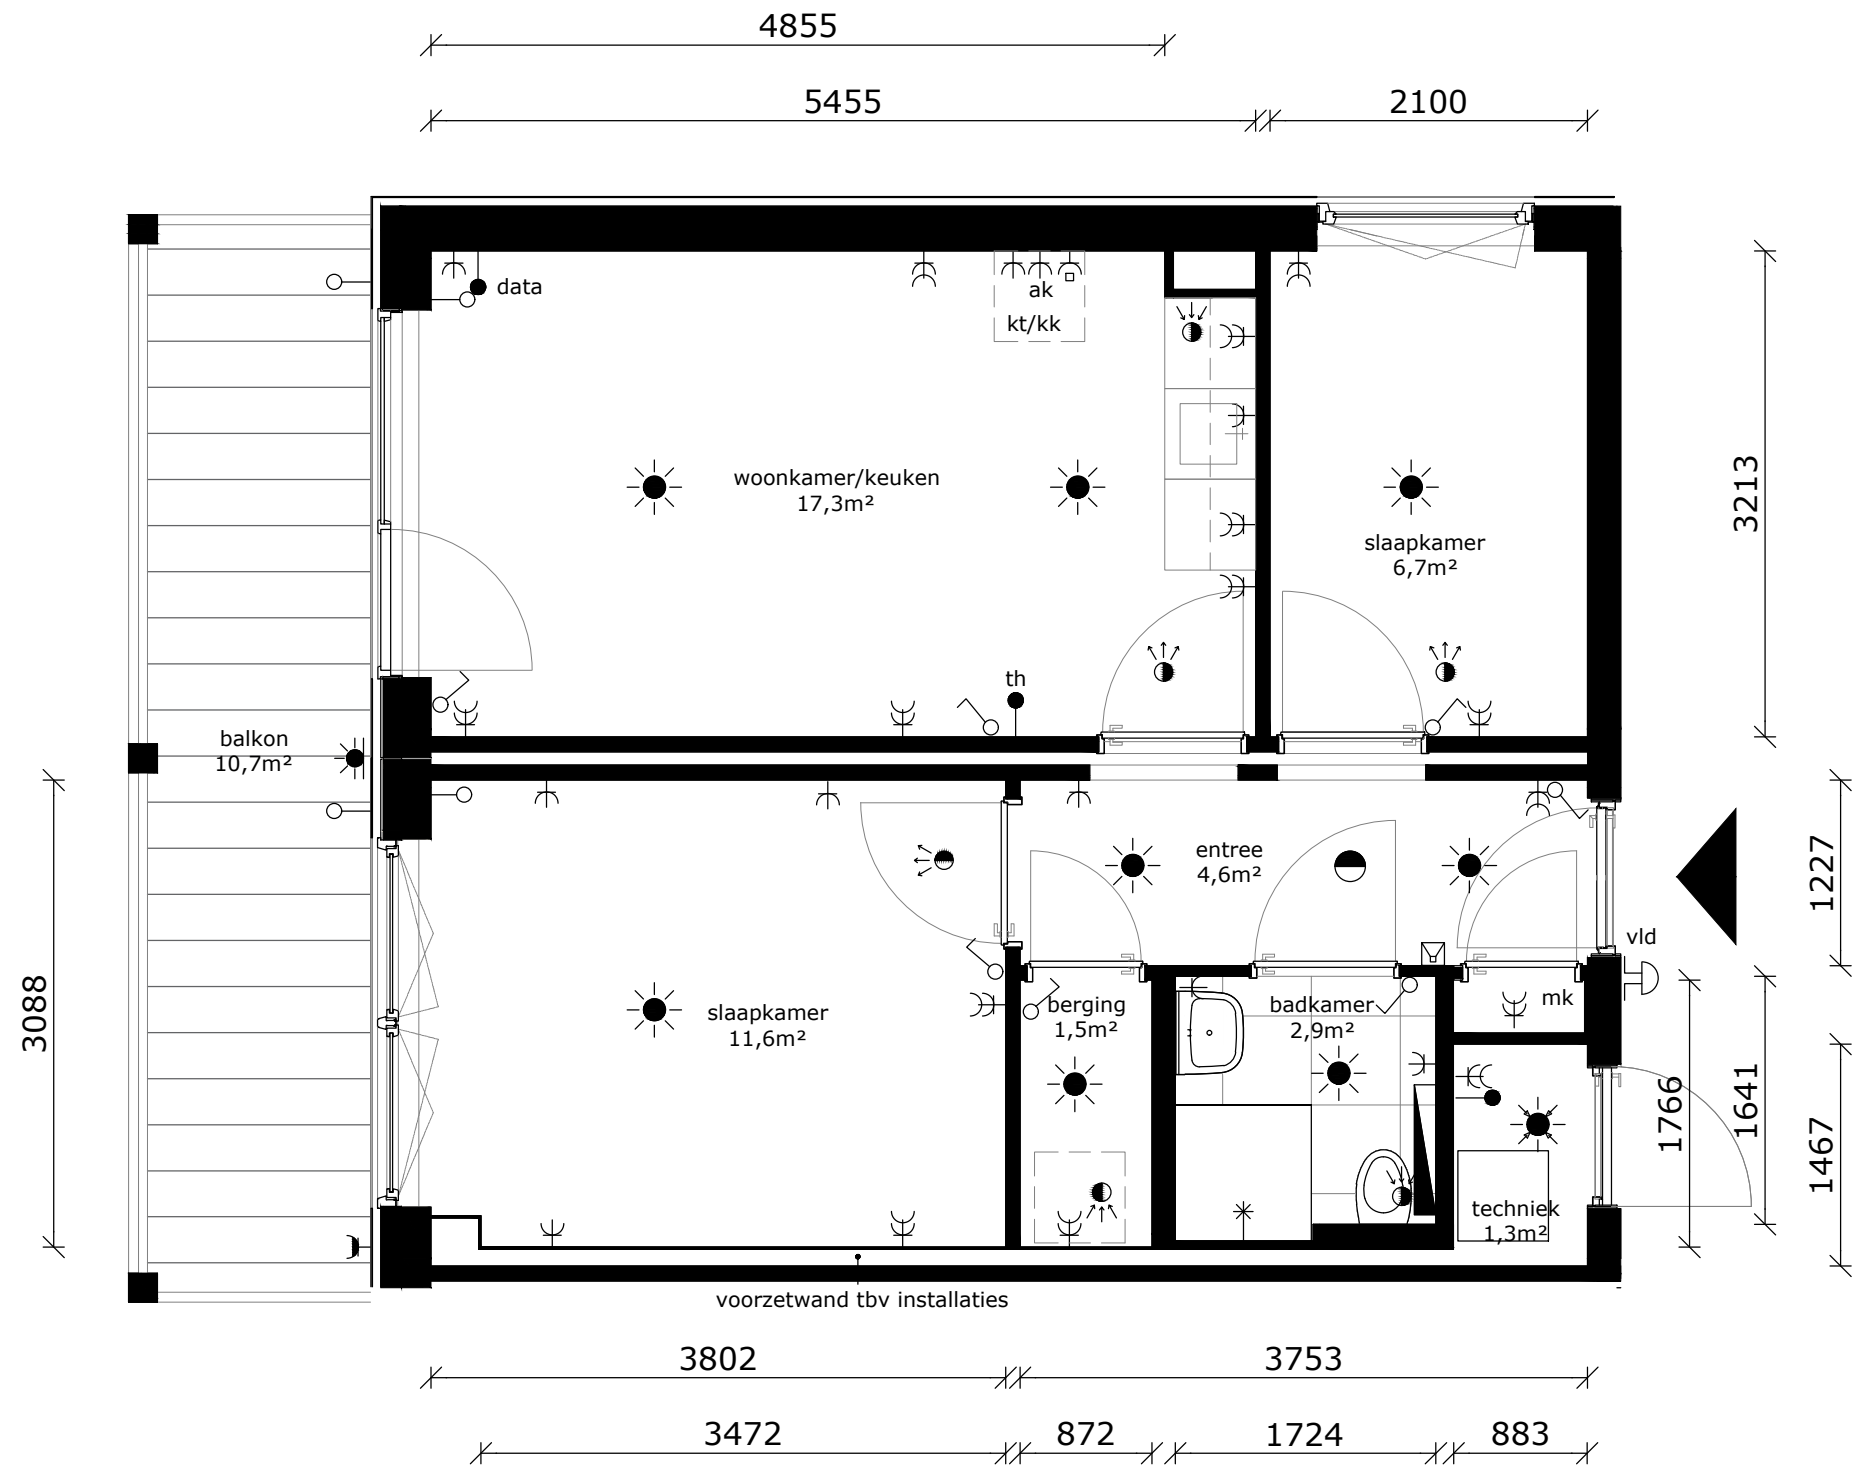 4855
5455
2100
data
ak
kt/kk
woonkamer/keuken
17,3m²
slaapkamer
6,7m²
3213
th
balkon
10,7m²
entree
4,6m²
1227
vld
3088
slaapkamer
11,6m²
berging
1,5m²
badkamer
2,9m²
mk
1766
1641
1467
techniek
1,3m²
voorzetwand tbv installaties
3802
3753
3472
872
1724
883